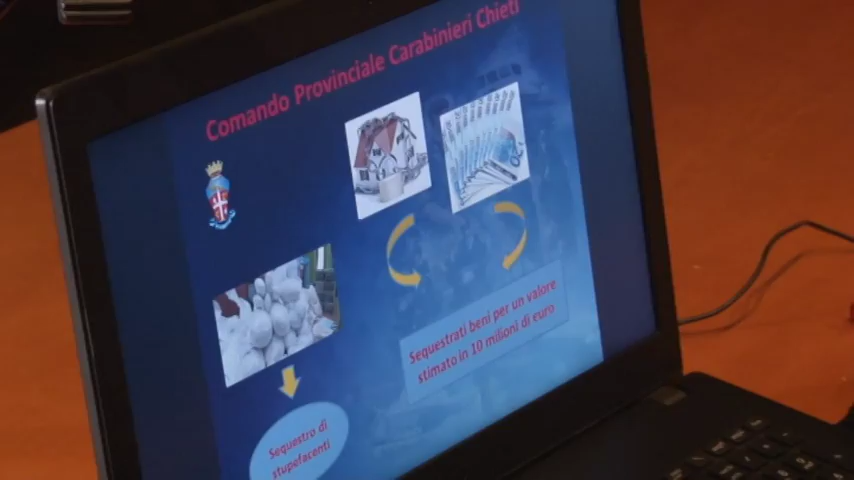 Comando Provinciale Carabinieri Chieti
Sequestrati beni per un valore
stimato in 10 milioni di euro
Sequestro di
stupefacenti